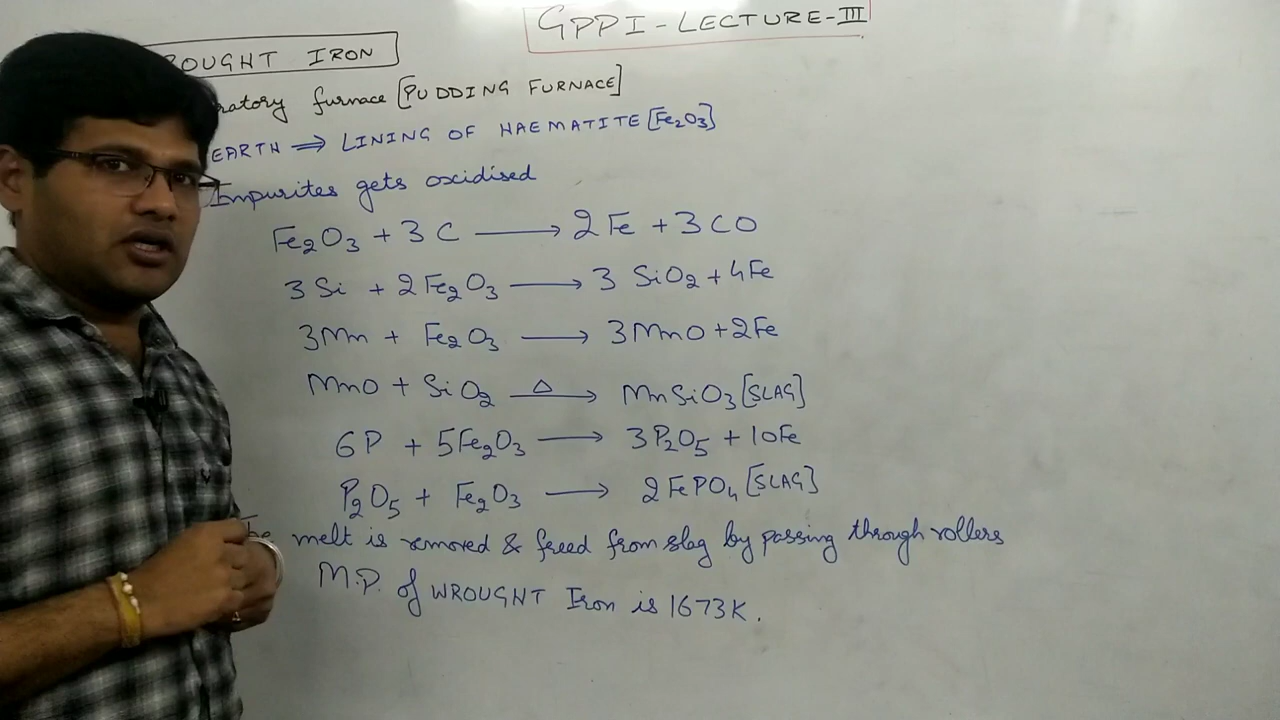 GPPI-LECTURE-III
ROUGHT IRON
ratory furnace [PUDDING FURNACE]
EARTH ⟹ LINING OF HAEMATITE [Fe₂O₃]
Impurites gets oxidised
Fe₂O₃ + 3C ⟶ 2Fe + 3CO
3Si + 2Fe₂O₃ ⟶ 3 SiO₂ + 4Fe
3Mn + Fe₂O₃ ⟶ 3MnO + 2Fe
MnO + SiO₂ —Δ→ MnSiO₃ [SLAG]
6P + 5Fe₂O₃ ⟶ 3P₂O₅ + 10Fe
P₂O₅ + Fe₂O₃ ⟶ 2FePO₄ [SLAG]
melt is removed & freed from slag by passing through rollers
M.P. of WROUGHT Iron is 1673K.